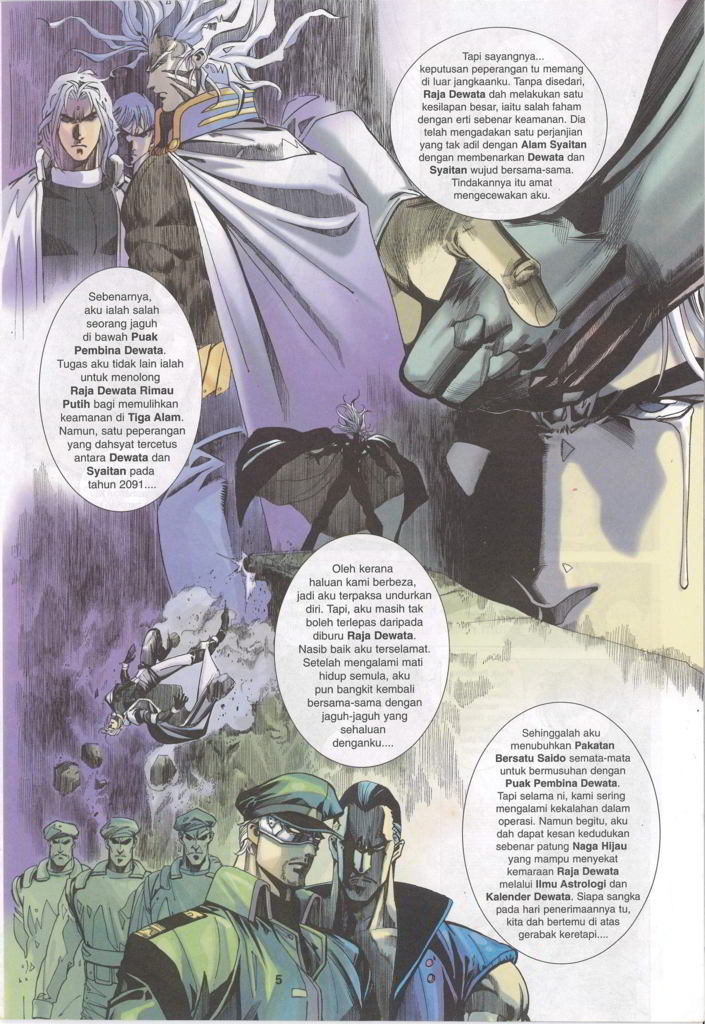 Tapi sayangnya...
keputusan peperangan tu memang
di luar jangkaanku. Tanpa disedari,
Raja Dewata dah melakukan satu
kesilapan besar, iaitu salah faham
dengan erti sebenar keamanan. Dia
telah mengadakan satu perjanjian
yang tak adil dengan Alam Syaitan
dengan membenarkan Dewata dan
Syaitan wujud bersama-sama.
Tindakannya itu amat
mengecewakan aku.
Sebenarnya,
aku ialah salah
seorang jaguh
di bawah Puak
Pembina Dewata.
Tugas aku tidak lain ialah
untuk menolong
Raja Dewata Rimau
Putih bagi memulihkan
keamanan di Tiga Alam.
Namun, satu peperangan
yang dahsyat tercetus
antara Dewata dan
Syaitan pada
tahun 2091....
Oleh kerana
haluan kami berbeza,
jadi aku terpaksa undurkan
diri. Tapi, aku masih tak
boleh terlepas daripada
diburu Raja Dewata.
Nasib baik aku terselamat.
Setelah mengalami mati
hidup semula, aku
pun bangkit kembali
bersama-sama dengan
jaguh-jaguh yang
sehaluan
denganku....
Sehinggalah aku
menubuhkan Pakatan
Bersatu Saido semata-mata
untuk bermusuhan dengan
Puak Pembina Dewata.
Tapi selama ni, kami sering
mengalami kekalahan dalam
operasi. Namun begitu, aku
dah dapat kesan kedudukan
sebenar patung Naga Hijau
yang mampu menyekat
kemaraan Raja Dewata
melalui Ilmu Astrologi dan
Kalender Dewata. Siapa sangka
pada hari penerimaannya tu,
kita dah bertemu di atas
gerabak keretapi....
5